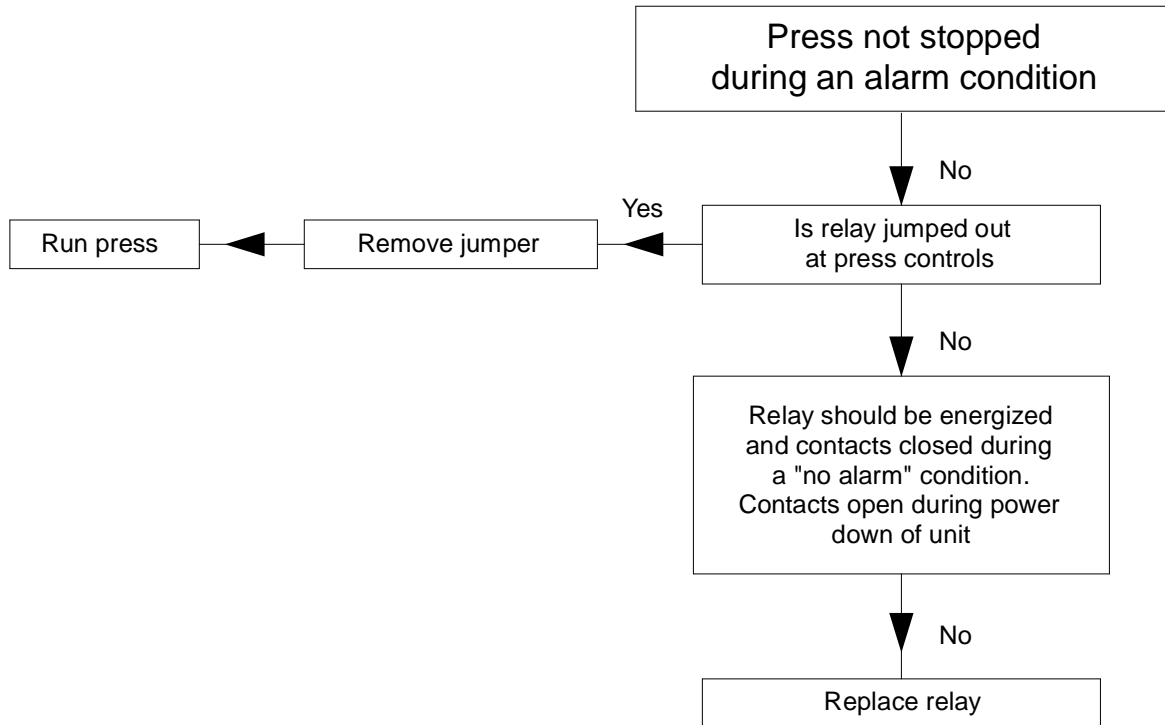 Press not stopped
during an alarm condition
No
Yes
Run press
Remove jumper
Is relay jumped out
at press controls
No
Relay should be energized
and contacts closed during
a "no alarm" condition.
Contacts open during power
down of unit
No
Replace relay